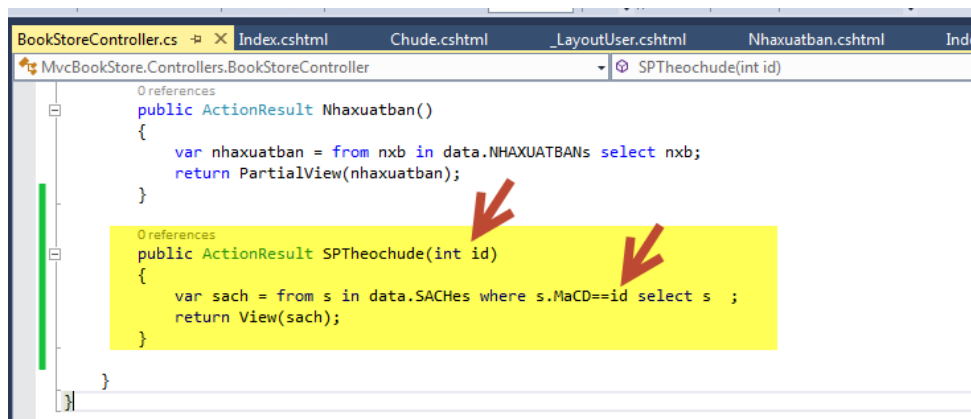 BookStoreController.cs Index.cshtml Chude.cshtml _LayoutUser.cshtml Nhaxuatban.cshtml Inde
MvcBookStore.Controllers.BookStoreController SPTheochude(int id)
0 references
public ActionResult Nhaxuatban()
{
var nhaxuatban = from nxb in data.NHAXUATBANs select nxb;
return PartialView(nhaxuatban);
}
0 references
public ActionResult SPTheochude(int id)
{
var sach = from s in data.SACHes where s.MaCD==id select s ;
return View(sach);
}
}
}